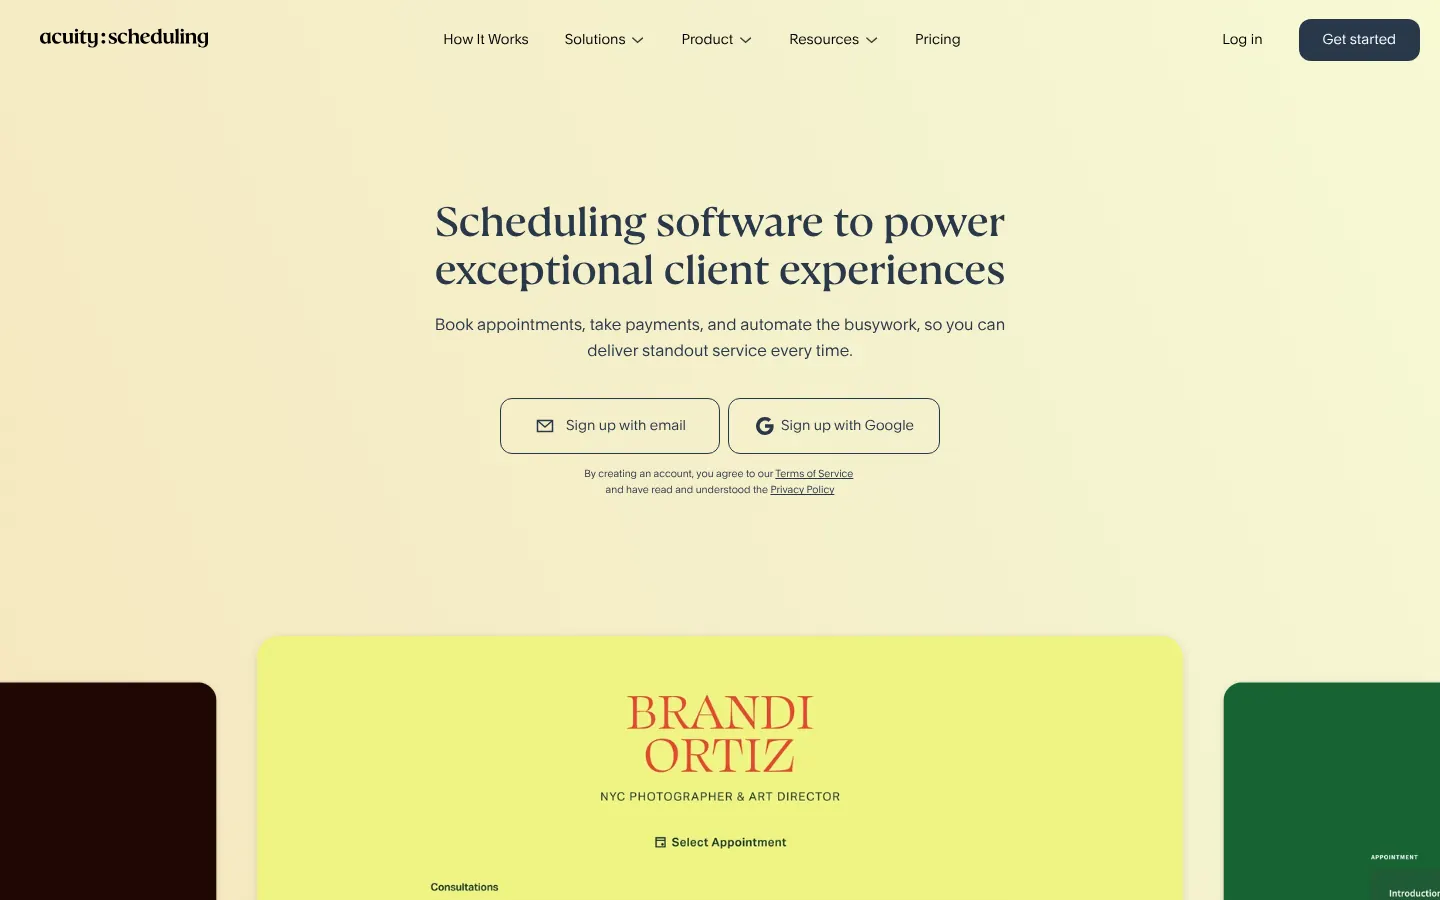 acuity:scheduling
How It Works
Solutions
Product
Resources
Pricing
Log in
Get started
Scheduling software to power
exceptional client experiences
Book appointments, take payments, and automate the busywork, so you can
deliver standout service every time.
Sign up with email
Sign up with Google
By creating an account, you agree to our Terms of Service
and have read and understood the Privacy Policy
BRANDI
ORTIZ
NYC PHOTOGRAPHER & ART DIRECTOR
Select Appointment
Consultations
APPOINTMENT
Introduction